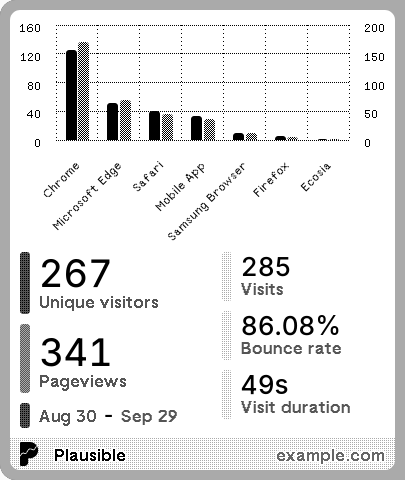 160 200
120 150
80 100
40 50
0 0
Chrome
Microsoft Edge
Safari
Mobile App
Samsung Browser
Firefox
Ecosia
267
Unique visitors
341
Pageviews
Aug 30 - Sep 29
285
Visits
86.08%
Bounce rate
49s
Visit duration
Plausible
example.com